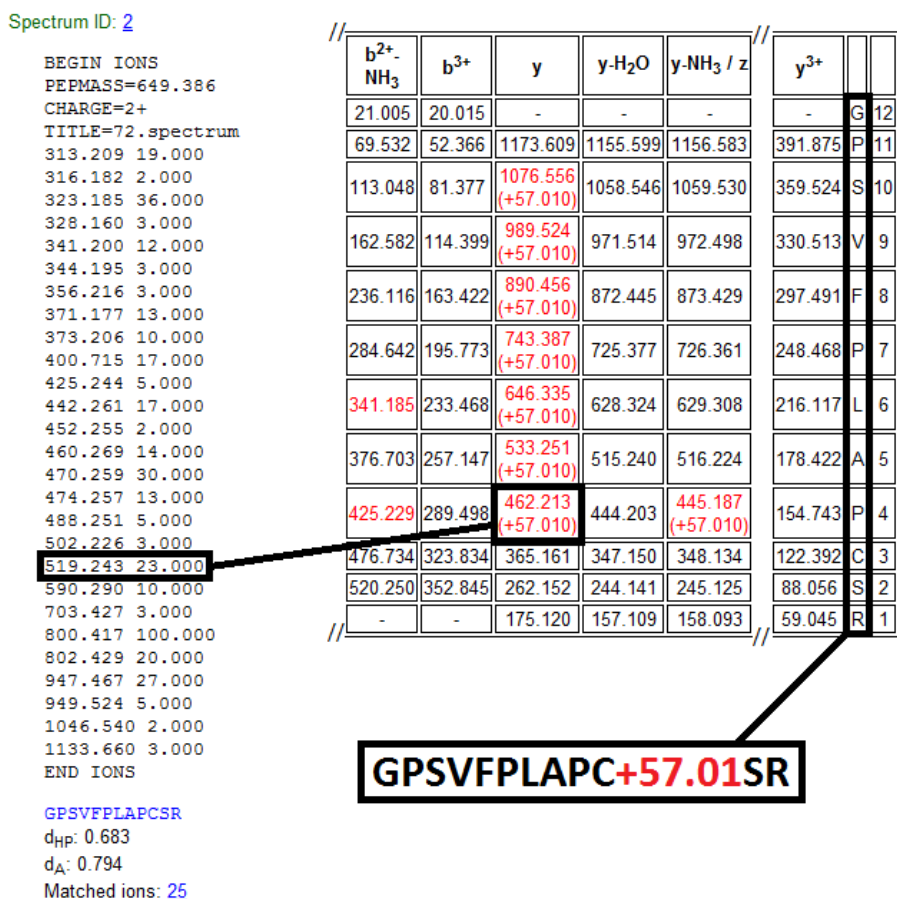 Spectrum ID: 2
BEGIN IONS
PEPMASS=649.386
CHARGE=2+
TITLE=72.spectrum
313.209 19.000
316.182 2.000
323.185 36.000
328.160 3.000
341.200 12.000
344.195 3.000
356.216 3.000
371.177 13.000
373.206 10.000
400.715 17.000
425.244 5.000
442.261 17.000
452.255 2.000
460.269 14.000
470.259 30.000
474.257 13.000
488.251 5.000
502.226 3.000
519.243 23.000
590.290 10.000
703.427 3.000
800.417 100.000
802.429 20.000
947.467 27.000
949.524 5.000
1046.540 2.000
1133.660 3.000
END IONS
GPSVFPLAPCSR
dHP: 0.683
dA: 0.794
Matched ions: 25
// //
b2+-NH3 b3+ y y-H2O y-NH3 / z y3+
21.005 20.015 - - - - G 12
69.532 52.366 1173.609 1155.599 1156.583 391.875 P 11
113.048 81.377 1076.556 (+57.010) 1058.546 1059.530 359.524 S 10
162.582 114.399 989.524 (+57.010) 971.514 972.498 330.513 V 9
236.116 163.422 890.456 (+57.010) 872.445 873.429 297.491 F 8
284.642 195.773 743.387 (+57.010) 725.377 726.361 248.468 P 7
341.185 233.468 646.335 (+57.010) 628.324 629.308 216.117 L 6
376.703 257.147 533.251 (+57.010) 515.240 516.224 178.422 A 5
425.229 289.498 462.213 (+57.010) 444.203 445.187 (+57.010) 154.743 P 4
476.734 323.834 365.161 347.150 348.134 122.392 C 3
520.250 352.845 262.152 244.141 245.125 88.056 S 2
- - 175.120 157.109 158.093 59.045 R 1
// //
GPSVFPLAPC+57.01SR